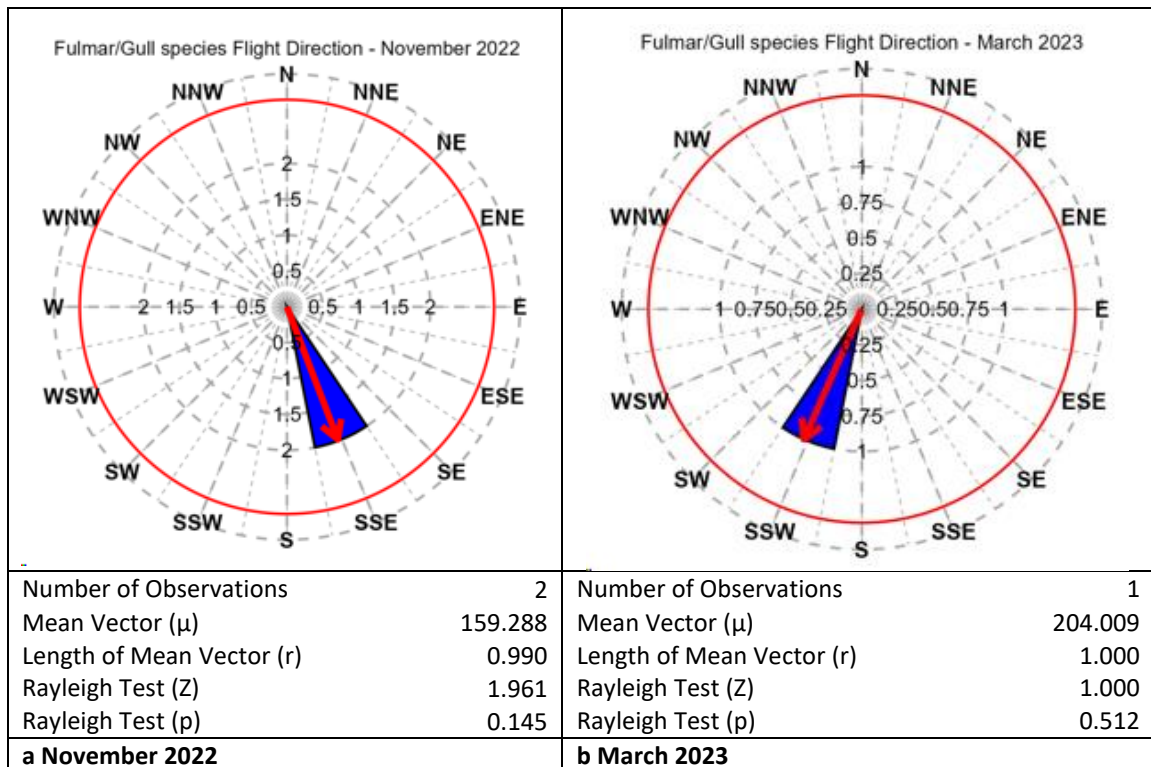 Fulmar/Gull species Flight Direction - November 2022
N
NNW NNE
NW NE
WNW ENE
2
1.5
1
0.5
W 2 1.5 1 0.5 0.5 1 1.5 2 E
0.5
1
1.5
2
WSW ESE
SW SE
SSW SSE
S
Number of Observations 2
Mean Vector (µ) 159.288
Length of Mean Vector (r) 0.990
Rayleigh Test (Z) 1.961
Rayleigh Test (p) 0.145
a November 2022
Fulmar/Gull species Flight Direction - March 2023
N
NNW NNE
NW NE
WNW ENE
1
0.75
0.5
0.25
W 1 0.75 0.5 0.25 0.25 0.50 0.75 1 E
0.25
0.5
0.75
1
WSW ESE
SW SE
SSW SSE
S
Number of Observations 1
Mean Vector (µ) 204.009
Length of Mean Vector (r) 1.000
Rayleigh Test (Z) 1.000
Rayleigh Test (p) 0.512
b March 2023